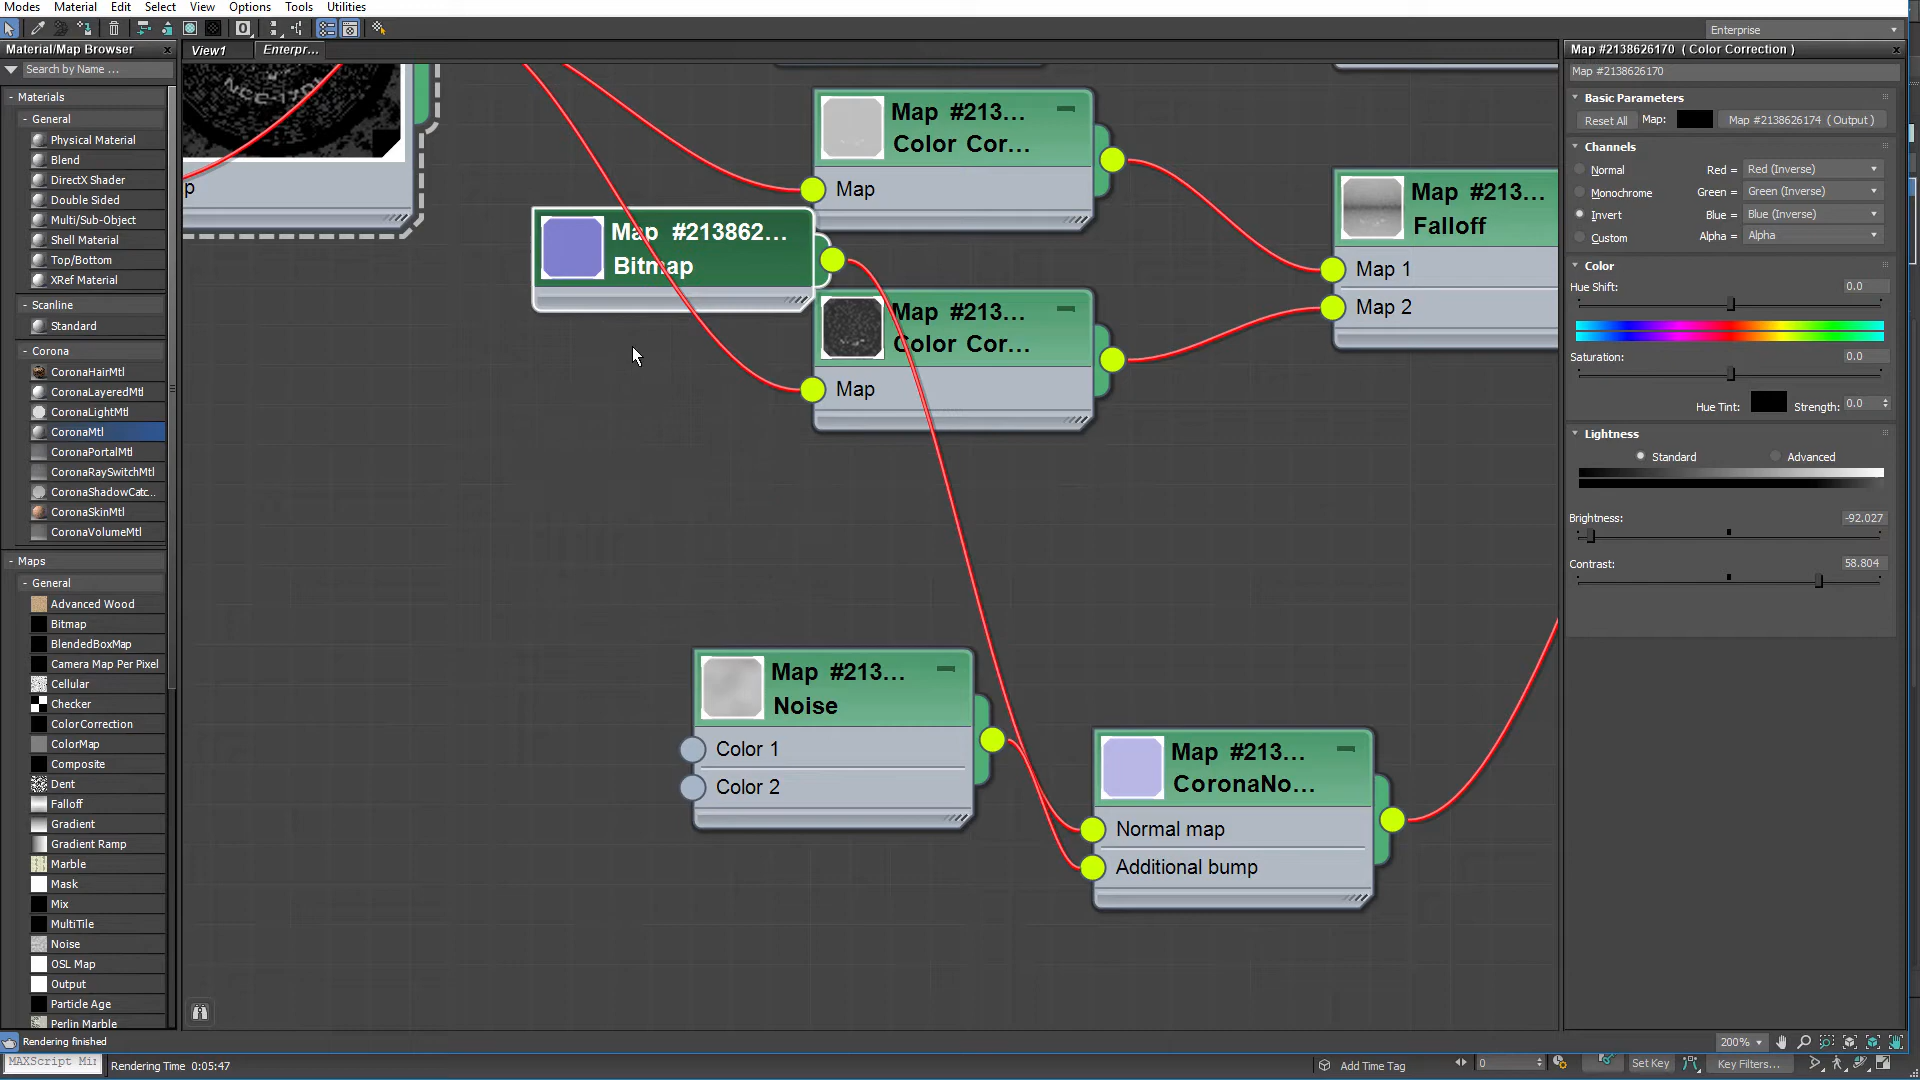 Modes Material Edit Select View Options Tools Utilities
Enterprise
Material/Map Browser
View1
Enterpr...
Map #2138626170 ( Color Correction )
Search by Name ...
Map #2138626170
- Materials
- General
Physical Material
Blend
DirectX Shader
Double Sided
Multi/Sub-Object
Shell Material
Top/Bottom
XRef Material
- Scanline
Standard
- Corona
CoronaHairMtl
CoronaLayeredMtl
CoronaLightMtl
CoronaMtl
CoronaPortalMtl
CoronaRaySwitchMtl
CoronaShadowCatc...
CoronaSkinMtl
CoronaVolumeMtl
- Maps
- General
Advanced Wood
Bitmap
BlendedBoxMap
Camera Map Per Pixel
Cellular
Checker
ColorCorrection
ColorMap
Composite
Dent
Falloff
Gradient
Gradient Ramp
Marble
Mask
Mix
MultiTile
Noise
OSL Map
Output
Particle Age
Perlin Marble
NCC-170
p
Map #213...
Color Cor...
Map
Map #213862...
Bitmap
Map #213...
Color Cor...
Map
Map #213...
Falloff
Map 1
Map 2
Map #213...
Noise
Color 1
Color 2
Map #213...
CoronaNo...
Normal map
Additional bump
Basic Parameters
Reset All Map: Map #2138626174 ( Output )
Channels
Normal Red = Red (Inverse)
Monochrome Green = Green (Inverse)
Invert Blue = Blue (Inverse)
Custom Alpha = Alpha
Color
Hue Shift: 0.0
Saturation: 0.0
Hue Tint: Strength: 0.0
Lightness
Standard Advanced
Brightness: -92.027
Contrast: 58.804
Rendering finished
200%
MAXScript Mi
Rendering Time 0:05:47
Add Time Tag
0
Set Key
Key Filters...